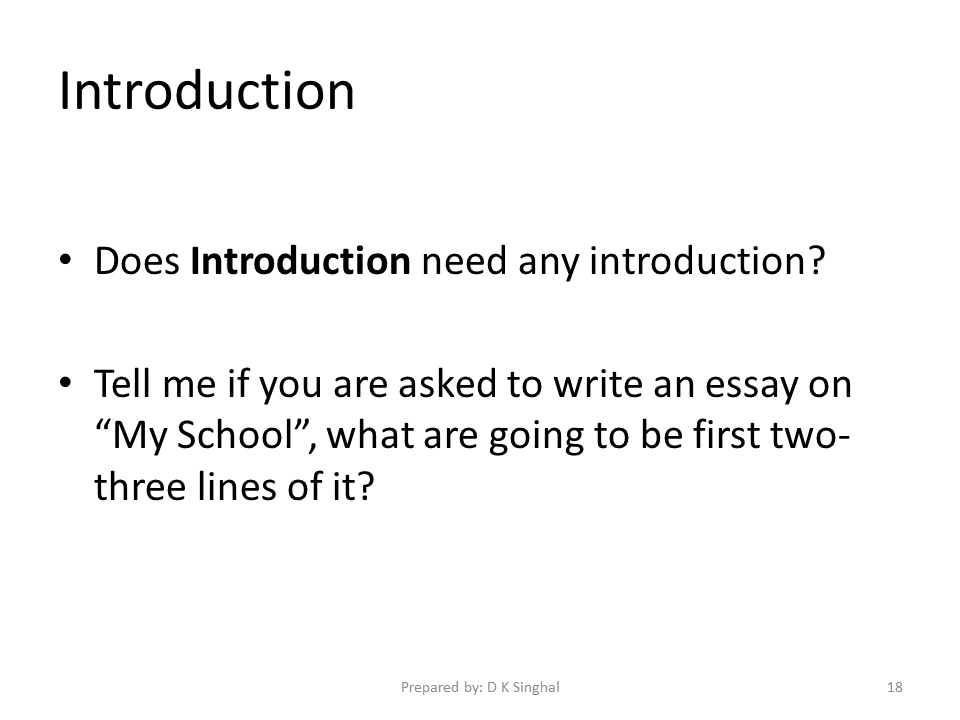 Introduction
• Does Introduction need any introduction?
• Tell me if you are asked to write an essay on
“My School”, what are going to be first two-
three lines of it?
Prepared by: D K Singhal
18